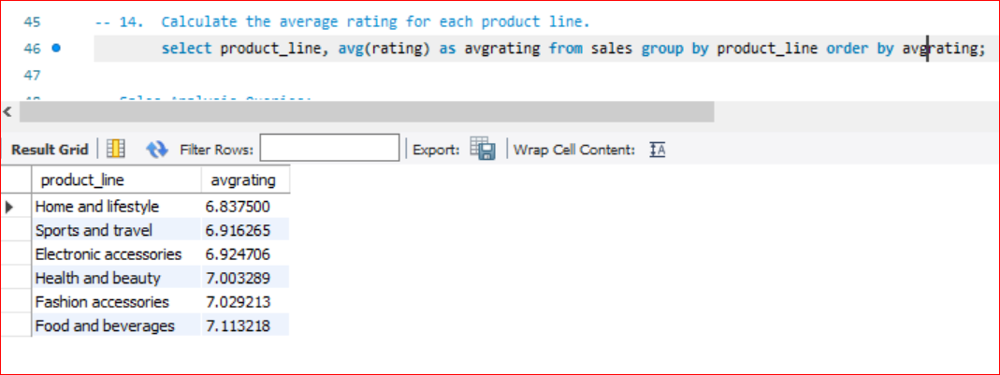 45 -- 14. Calculate the average rating for each product line.
46 select product_line, avg(rating) as avgrating from sales group by product_line order by avgrating;
47
Result Grid Filter Rows: Export: Wrap Cell Content:
product_line avgrating
Home and lifestyle 6.837500
Sports and travel 6.916265
Electronic accessories 6.924706
Health and beauty 7.003289
Fashion accessories 7.029213
Food and beverages 7.113218